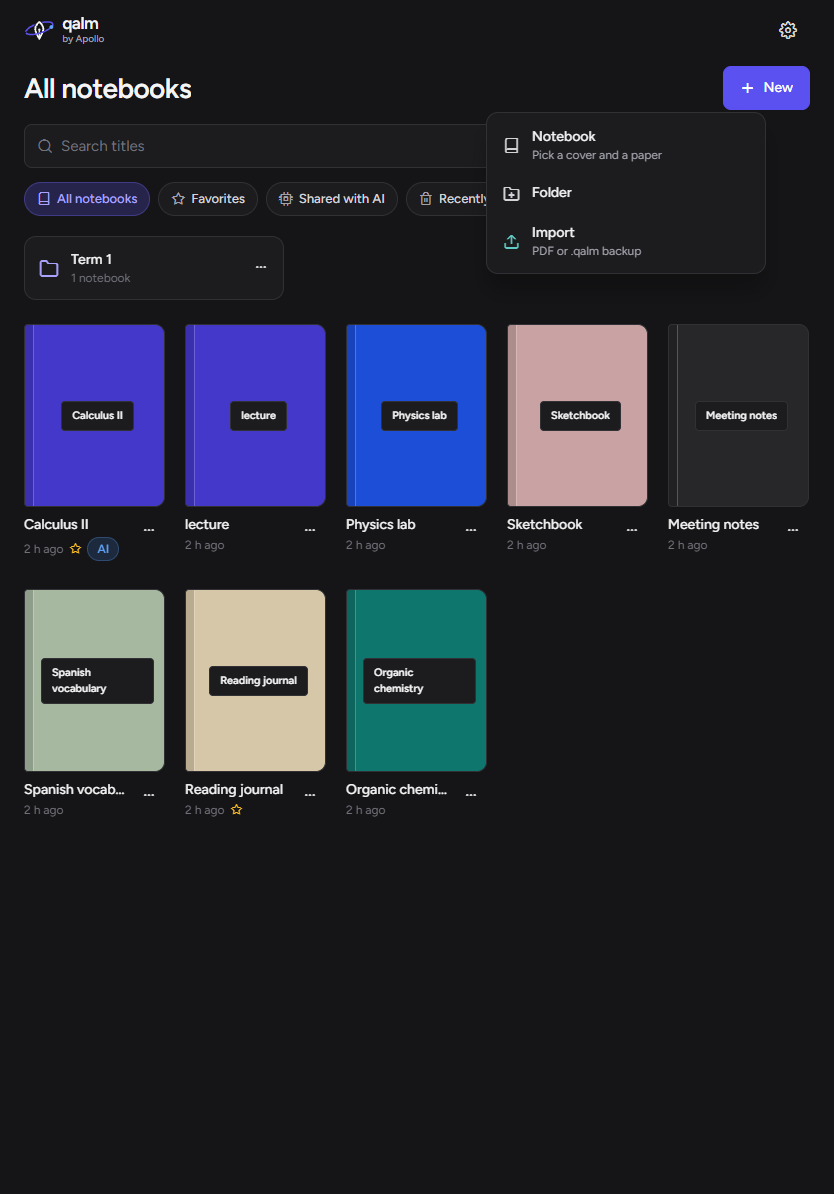 qalm
by Apollo
All notebooks
+ New
Search titles
Notebook
Pick a cover and a paper
Folder
Import
PDF or .qalm backup
All notebooks
Favorites
Shared with AI
Recently
Term 1
1 notebook
...
Calculus II
lecture
Physics lab
Sketchbook
Meeting notes
Calculus II ...
2 h ago AI
lecture ...
2 h ago
Physics lab ...
2 h ago
Sketchbook ...
2 h ago
Meeting notes ...
2 h ago
Spanish
vocabulary
Reading journal
Organic
chemistry
Spanish vocab... ...
2 h ago
Reading journal ...
2 h ago
Organic chemi... ...
2 h ago